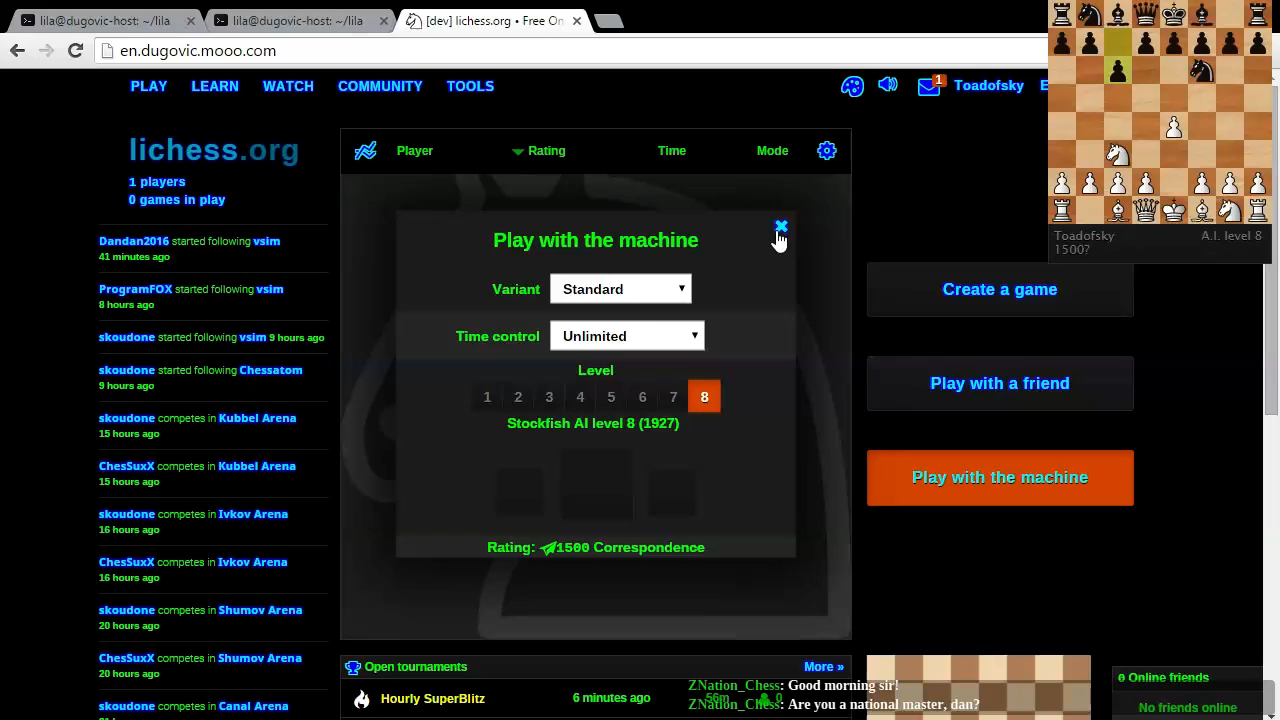 lila@dugovic-host: ~/lila
lila@dugovic-host: ~/lila
[dev] lichess.org • Free On
en.dugovic.mooo.com
PLAY LEARN WATCH COMMUNITY TOOLS
1
Toadofsky
lichess.org
1 players
0 games in play
Dandan2016 started following vsim
41 minutes ago
ProgramFOX started following vsim
8 hours ago
skoudone started following vsim 9 hours ago
skoudone started following Chessatom
9 hours ago
skoudone competes in Kubbel Arena
15 hours ago
ChesSuxX competes in Kubbel Arena
15 hours ago
skoudone competes in Ivkov Arena
16 hours ago
ChesSuxX competes in Ivkov Arena
16 hours ago
skoudone competes in Shumov Arena
20 hours ago
ChesSuxX competes in Shumov Arena
20 hours ago
skoudone competes in Canal Arena
Player Rating Time Mode
Play with the machine
Variant Standard
Time control Unlimited
Level
1 2 3 4 5 6 7 8
Stockfish AI level 8 (1927)
Rating: 1500 Correspondence
Open tournaments More »
Hourly SuperBlitz 6 minutes ago 56m 0
Toadofsky A.I. level 8
1500?
Create a game
Play with a friend
Play with the machine
0 Online friends
No friends online
ZNation_Chess: Good morning sir!
ZNation_Chess: Are you a national master, dan?